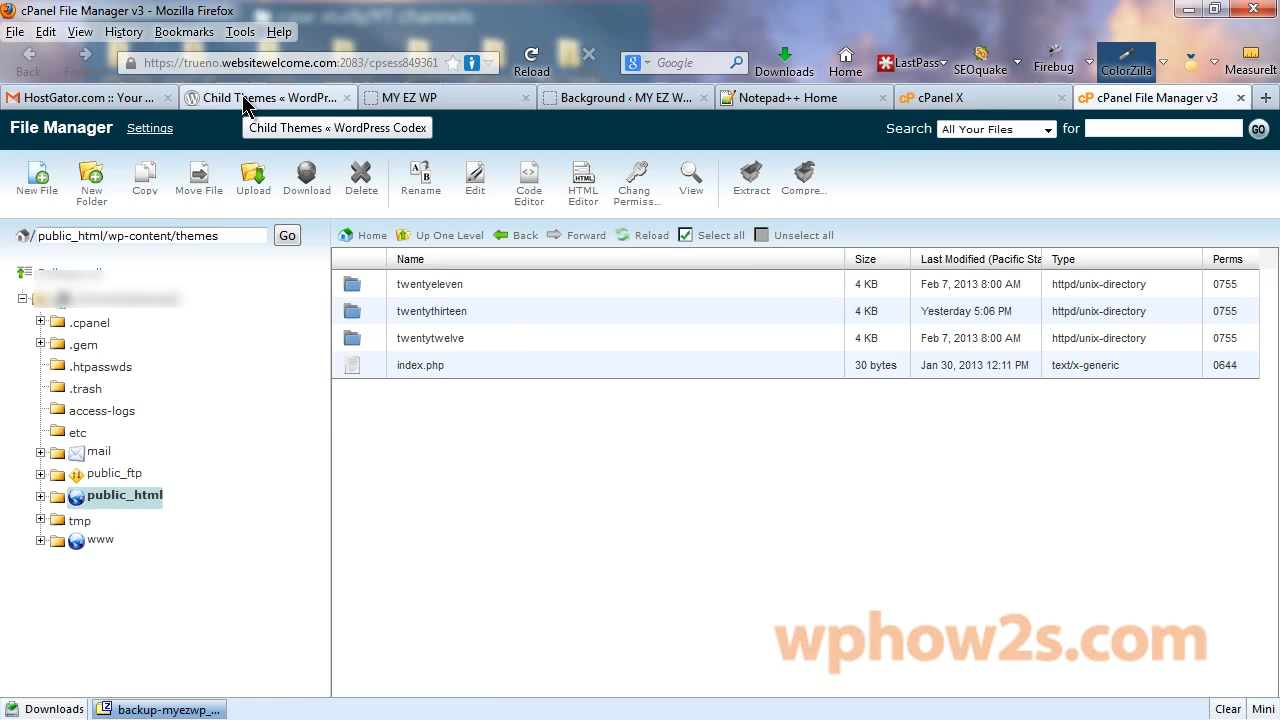 cPanel File Manager v3 - Mozilla Firefox
File Edit View History Bookmarks Tools Help
Back https://tueno.websitewelcome.com:2083/cpsess849361 Reload Google Downloads Home LastPass SEOquake Firebug ColorZilla MeasureIt
HostGator.com :: Your ... Child Themes « WordPr... MY EZ WP Background ‹ MY EZ W... Notepad++ Home cPanel X cPanel File Manager v3
File Manager Settings Child Themes « WordPress Codex Search All Your Files for GO
New File New Folder Copy Move File Upload Download Delete Rename Edit Code Editor HTML Editor Chang Permiss... View Extract Compre...
/ public_html/wp-content/themes Go Home Up One Level Back Forward Reload Select all Unselect all
Name Size Last Modified (Pacific Sta Type Perms
twentyeleven 4 KB Feb 7, 2013 8:00 AM httpd/unix-directory 0755
twentythirteen 4 KB Yesterday 5:06 PM httpd/unix-directory 0755
twentytwelve 4 KB Feb 7, 2013 8:00 AM httpd/unix-directory 0755
index.php 30 bytes Jan 30, 2013 12:11 PM text/x-generic 0644
.cpanel
.gem
.htpasswds
.trash
access-logs
etc
mail
public_ftp
public_html
tmp
www
wphow2s.com
Downloads backup-myezwp_... Clear Mini